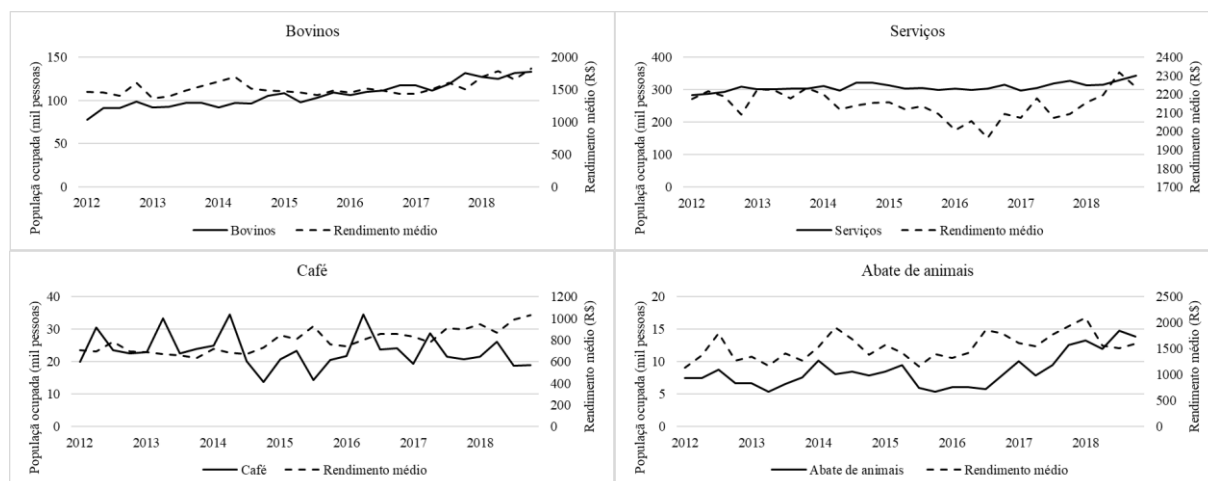 Bovinos
Populaçã ocupada (mil pessoas)
150
100
50
0
2000
1500
1000
500
0
Rendimento médio (R$)
2012 2013 2014 2015 2016 2017 2018
Bovinos Rendimento médio
Serviços
Populaçã ocupada (mil pessoas)
400
300
200
100
0
2400
2300
2200
2100
2000
1900
1800
1700
Rendimento médio (R$)
2012 2013 2014 2015 2016 2017 2018
Serviços Rendimento médio
Café
Populaçã ocupada (mil pessoas)
40
30
20
10
0
1200
1000
800
600
400
200
0
Rendimento médio (R$)
2012 2013 2014 2015 2016 2017 2018
Café Rendimento médio
Abate de animais
Populaçã ocupada (mil pessoas)
20
15
10
5
0
2500
2000
1500
1000
500
0
Rendimento médio (R$)
2012 2013 2014 2015 2016 2017 2018
Abate de animais Rendimento médio